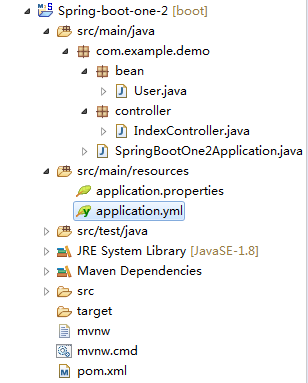 Spring-boot-one-2 [boot]
src/main/java
com.example.demo
bean
User.java
controller
IndexController.java
SpringBootOne2Application.java
src/main/resources
application.properties
application.yml
src/test/java
JRE System Library [JavaSE-1.8]
Maven Dependencies
src
target
mvnw
mvnw.cmd
pom.xml